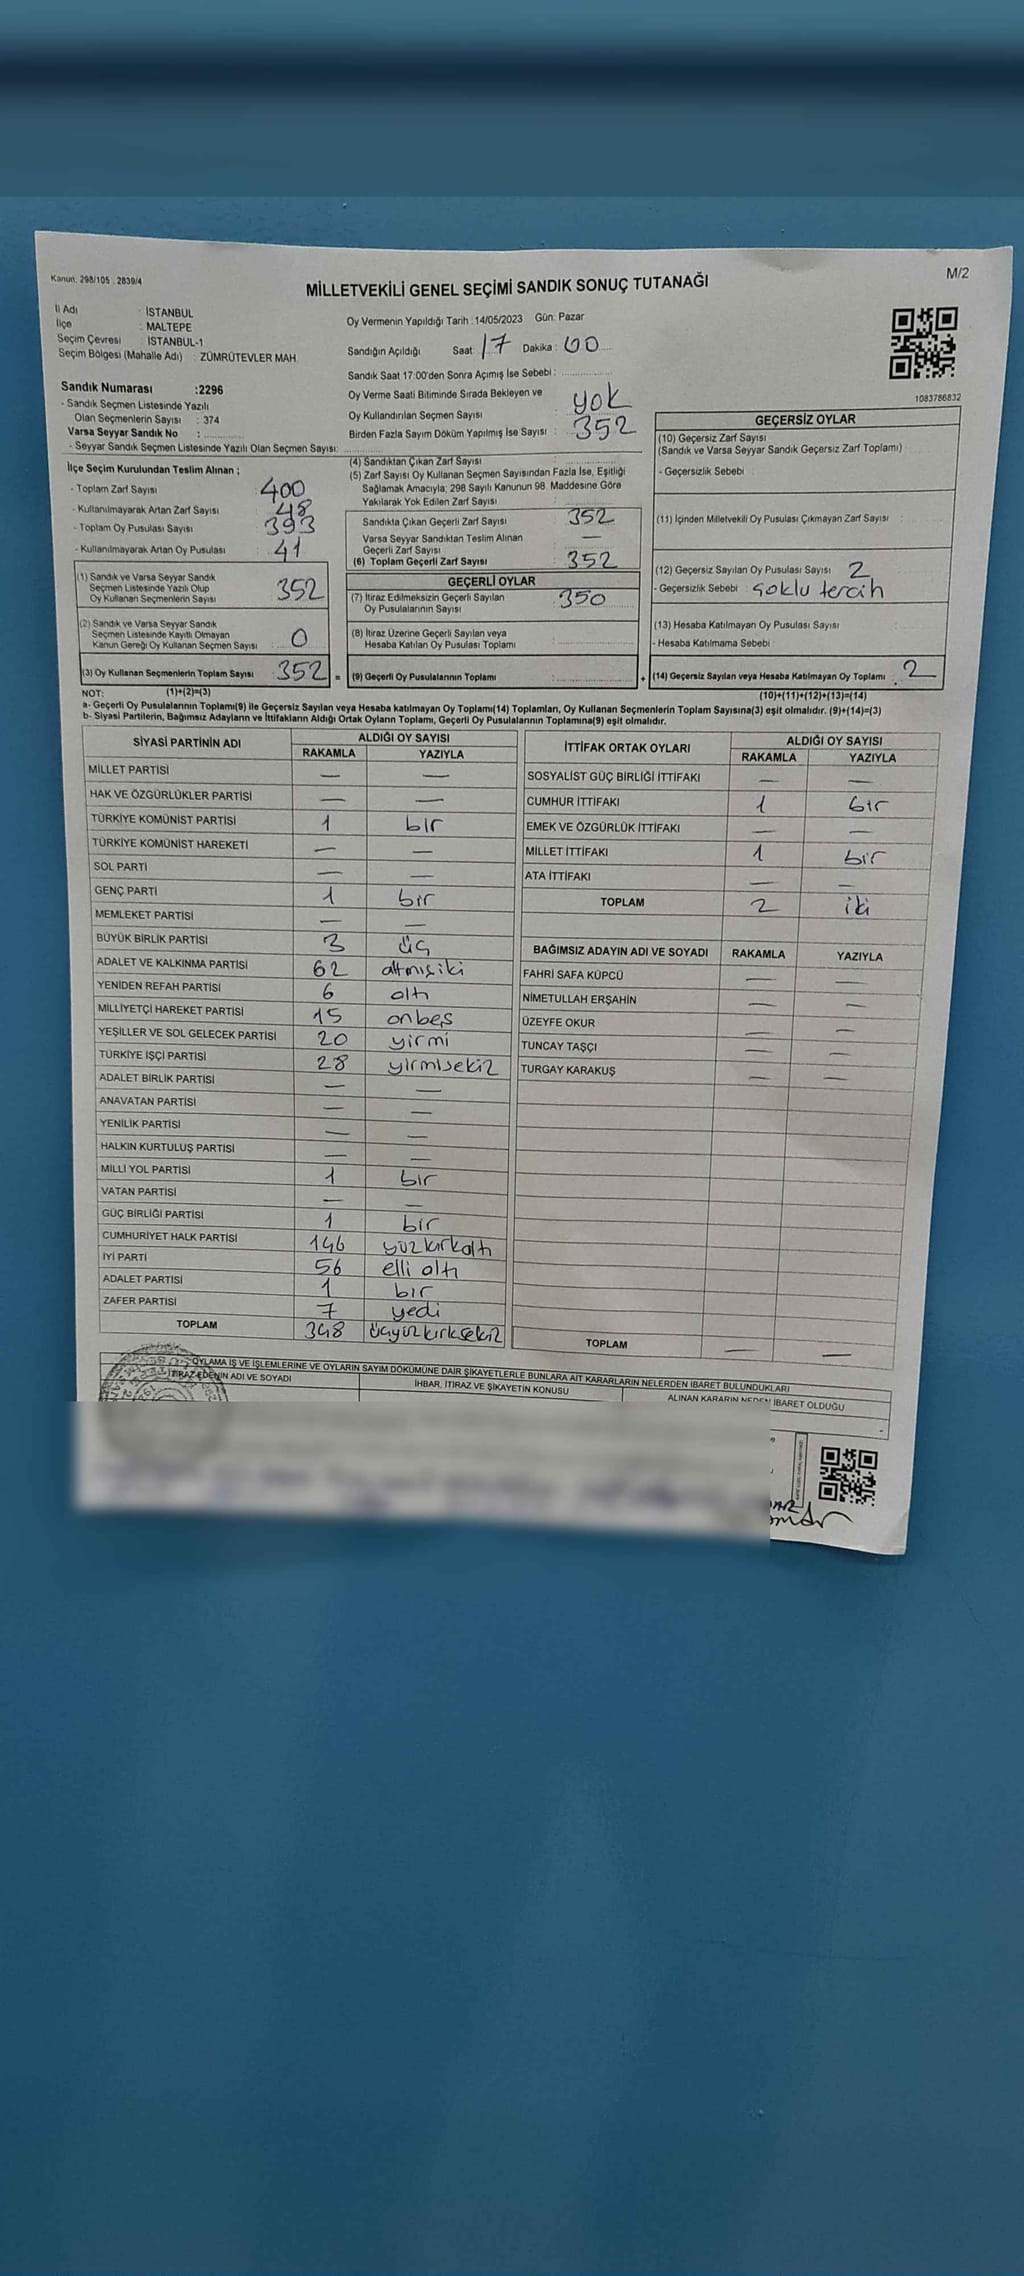 Kanun: 298/105 , 2839/4
M/2
MİLLETVEKİLİ GENEL SEÇİMİ SANDIK SONUÇ TUTANAĞI
İl Adı : İSTANBUL
İlçe : MALTEPE
Seçim Çevresi : İSTANBUL-1
Seçim Bölgesi (Mahalle Adı) : ZÜMRÜTEVLER MAH.
Sandık Numarası :2296
- Sandık Seçmen Listesinde Yazılı
Olan Seçmenlerin Sayısı : 374
Varsa Seyyar Sandık No :
- Seyyar Sandık Seçmen Listesinde Yazılı Olan Seçmen Sayısı:
Oy Vermenin Yapıldığı Tarih :14/05/2023 Gün: Pazar
Sandığın Açıldığı Saat 17 Dakika : 00
Sandık Saat 17:00'den Sonra Açımış İse Sebebi :
Oy Verme Saati Bitiminde Sırada Bekleyen ve
Oy Kullandırılan Seçmen Sayısı : yok
Birden Fazla Sayım Döküm Yapılmış İse Sayısı : 352
1083786832
İlçe Seçim Kurulundan Teslim Alınan ;
- Toplam Zarf Sayısı : 400
- Kullanılmayarak Artan Zarf Sayısı : 48
- Toplam Oy Pusulası Sayısı : 393
- Kullanılmayarak Artan Oy Pusulası : 41
(1) Sandık ve Varsa Seyyar Sandık
Seçmen Listesinde Yazılı Olup
Oy Kullanan Seçmenlerin Sayısı : 352
(2) Sandık ve Varsa Seyyar Sandık
Seçmen Listesinde Kayıtlı Olmayan
Kanun Gereği Oy Kullanan Seçmen Sayısı : 0
(3) Oy Kullanan Seçmenlerin Toplam Sayısı : 352 =
(4) Sandıktan Çıkan Zarf Sayısı
(5) Zarf Sayısı Oy Kullanan Seçmen Sayısından Fazla İse, Eşitliği
Sağlamak Amacıyla; 298 Sayılı Kanunun 98. Maddesine Göre
Yakılarak Yok Edilen Zarf Sayısı
Sandıkta Çıkan Geçerli Zarf Sayısı : 352
Varsa Seyyar Sandıktan Teslim Alınan
Geçerli Zarf Sayısı : —
(6) Toplam Geçerli Zarf Sayısı : 352
GEÇERLİ OYLAR
(7) İtiraz Edilmeksizin Geçerli Sayılan
Oy Pusulalarının Sayısı : 350
(8) İtiraz Üzerine Geçerli Sayılan veya
Hesaba Katılan Oy Pusulası Toplamı :
(9) Geçerli Oy Pusulalarının Toplamı : +
GEÇERSİZ OYLAR
(10) Geçersiz Zarf Sayısı
(Sandık ve Varsa Seyyar Sandık Geçersiz Zarf Toplamı) :
- Geçersizlik Sebebi :
(11) İçinden Milletvekili Oy Pusulası Çıkmayan Zarf Sayısı :
(12) Geçersiz Sayılan Oy Pusulası Sayısı : 2
- Geçersizlik Sebebi : çoklu tercih
(13) Hesaba Katılmayan Oy Pusulası Sayısı :
- Hesaba Katılmama Sebebi :
(14) Geçersiz Sayılan veya Hesaba Katılmayan Oy Toplamı : 2
NOT: (1)+(2)=(3)
(10)+(11)+(12)+(13)=(14)
a- Geçerli Oy Pusulalarının Toplamı(9) ile Geçersiz Sayılan veya Hesaba katılmayan Oy Toplamı(14) Toplamları, Oy Kullanan Seçmenlerin Toplam Sayısına(3) eşit olmalıdır. (9)+(14)=(3)
b- Siyasi Partilerin, Bağımsız Adayların ve İttifakların Aldığı Ortak Oyların Toplamı, Geçerli Oy Pusulalarının Toplamına(9) eşit olmalıdır.
SİYASİ PARTİNİN ADI
ALDIĞI OY SAYISI
RAKAMLA YAZIYLA
MİLLET PARTİSİ — —
HAK VE ÖZGÜRLÜKLER PARTİSİ — —
TÜRKİYE KOMÜNİST PARTİSİ 1 bir
TÜRKİYE KOMÜNİST HAREKETİ — —
SOL PARTİ — —
GENÇ PARTİ 1 bir
MEMLEKET PARTİSİ — —
BÜYÜK BİRLİK PARTİSİ 3 üç
ADALET VE KALKINMA PARTİSİ 62 altmışiki
YENİDEN REFAH PARTİSİ 6 altı
MİLLİYETÇİ HAREKET PARTİSİ 15 onbeş
YEŞİLLER VE SOL GELECEK PARTİSİ 20 yirmi
TÜRKİYE İŞÇİ PARTİSİ 28 yirmisekiz
ADALET BİRLİK PARTİSİ — —
ANAVATAN PARTİSİ — —
YENİLİK PARTİSİ — —
HALKIN KURTULUŞ PARTİSİ — —
MİLLİ YOL PARTİSİ 1 bir
VATAN PARTİSİ — —
GÜÇ BİRLİĞİ PARTİSİ 1 bir
CUMHURİYET HALK PARTİSİ 146 yüzkırkaltı
İYİ PARTİ 56 elli altı
ADALET PARTİSİ 1 bir
ZAFER PARTİSİ 7 yedi
TOPLAM 348 üçyüzkırksekiz
İTTİFAK ORTAK OYLARI
ALDIĞI OY SAYISI
RAKAMLA YAZIYLA
SOSYALİST GÜÇ BİRLİĞİ İTTİFAKI — —
CUMHUR İTTİFAKI 1 bir
EMEK VE ÖZGÜRLÜK İTTİFAKI — —
MİLLET İTTİFAKI 1 bir
ATA İTTİFAKI — —
TOPLAM 2 iki
BAĞIMSIZ ADAYIN ADI VE SOYADI RAKAMLA YAZIYLA
FAHRİ SAFA KÜPCÜ — —
NİMETULLAH ERŞAHİN — —
ÜZEYFE OKUR — —
TUNCAY TAŞÇI — —
TURGAY KARAKUŞ — —
TOPLAM — —
OYLAMA İŞ VE İŞLEMLERİNE VE OYLARIN SAYIM DÖKÜMÜNE DAİR ŞİKAYETLERLE BUNLARA AİT KARARLARIN NELERDEN İBARET BULUNDUKLARI
İTİRAZ EDENİN ADI VE SOYADI
İHBAR, İTİRAZ VE ŞİKAYETİN KONUSU
ALINAN KARARIN NEDEN İBARET OLDUĞU